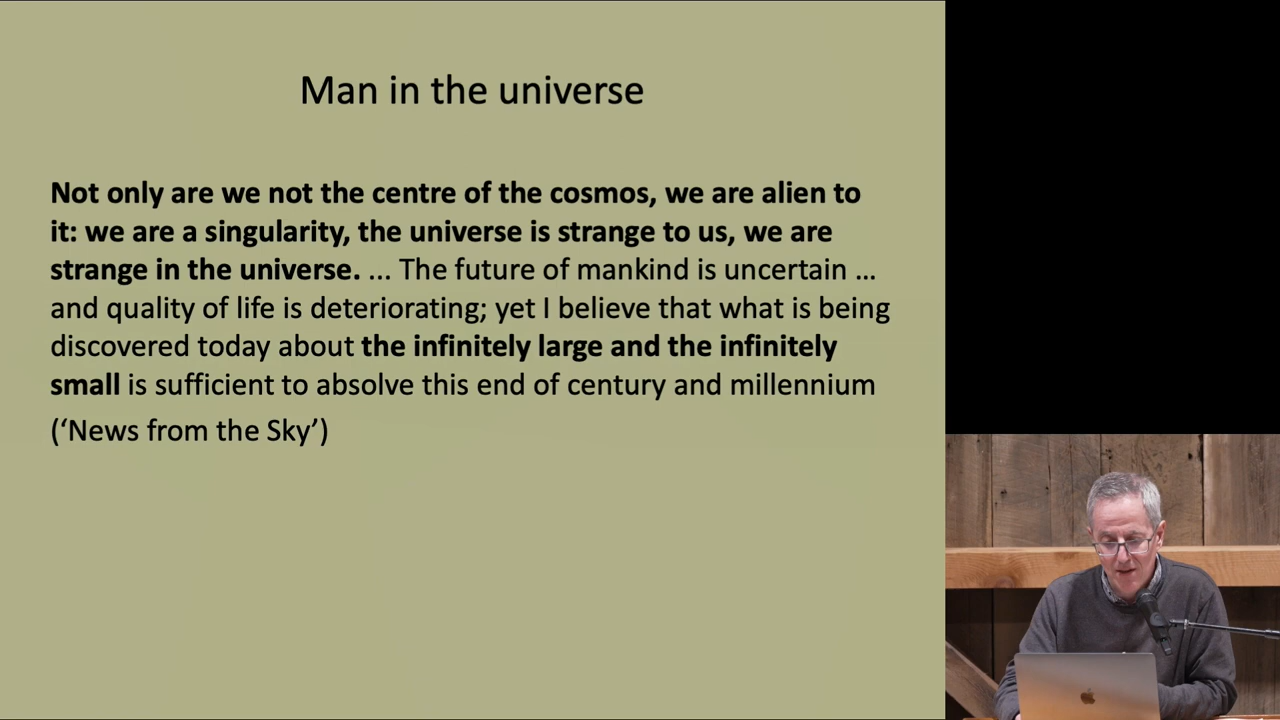 Man in the universe
Not only are we not the centre of the cosmos, we are alien to
it: we are a singularity, the universe is strange to us, we are
strange in the universe. ... The future of mankind is uncertain …
and quality of life is deteriorating; yet I believe that what is being
discovered today about the infinitely large and the infinitely
small is sufficient to absolve this end of century and millennium
(‘News from the Sky’)